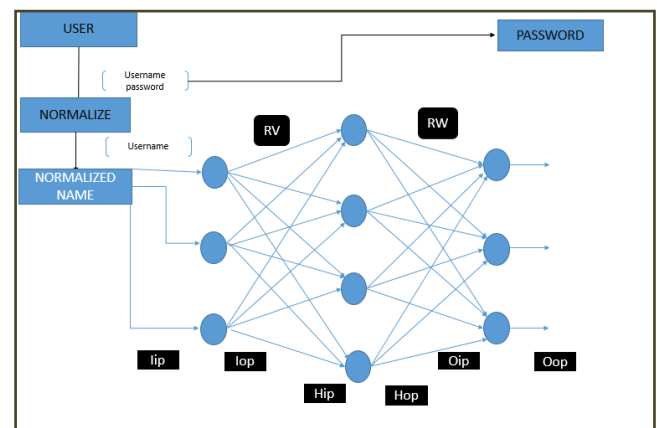 USER
PASSWORD
Username
password
NORMALIZE
RV
RW
Username
NORMALIZED
NAME
Iip
Iop
Oip
Oop
Hip
Hop